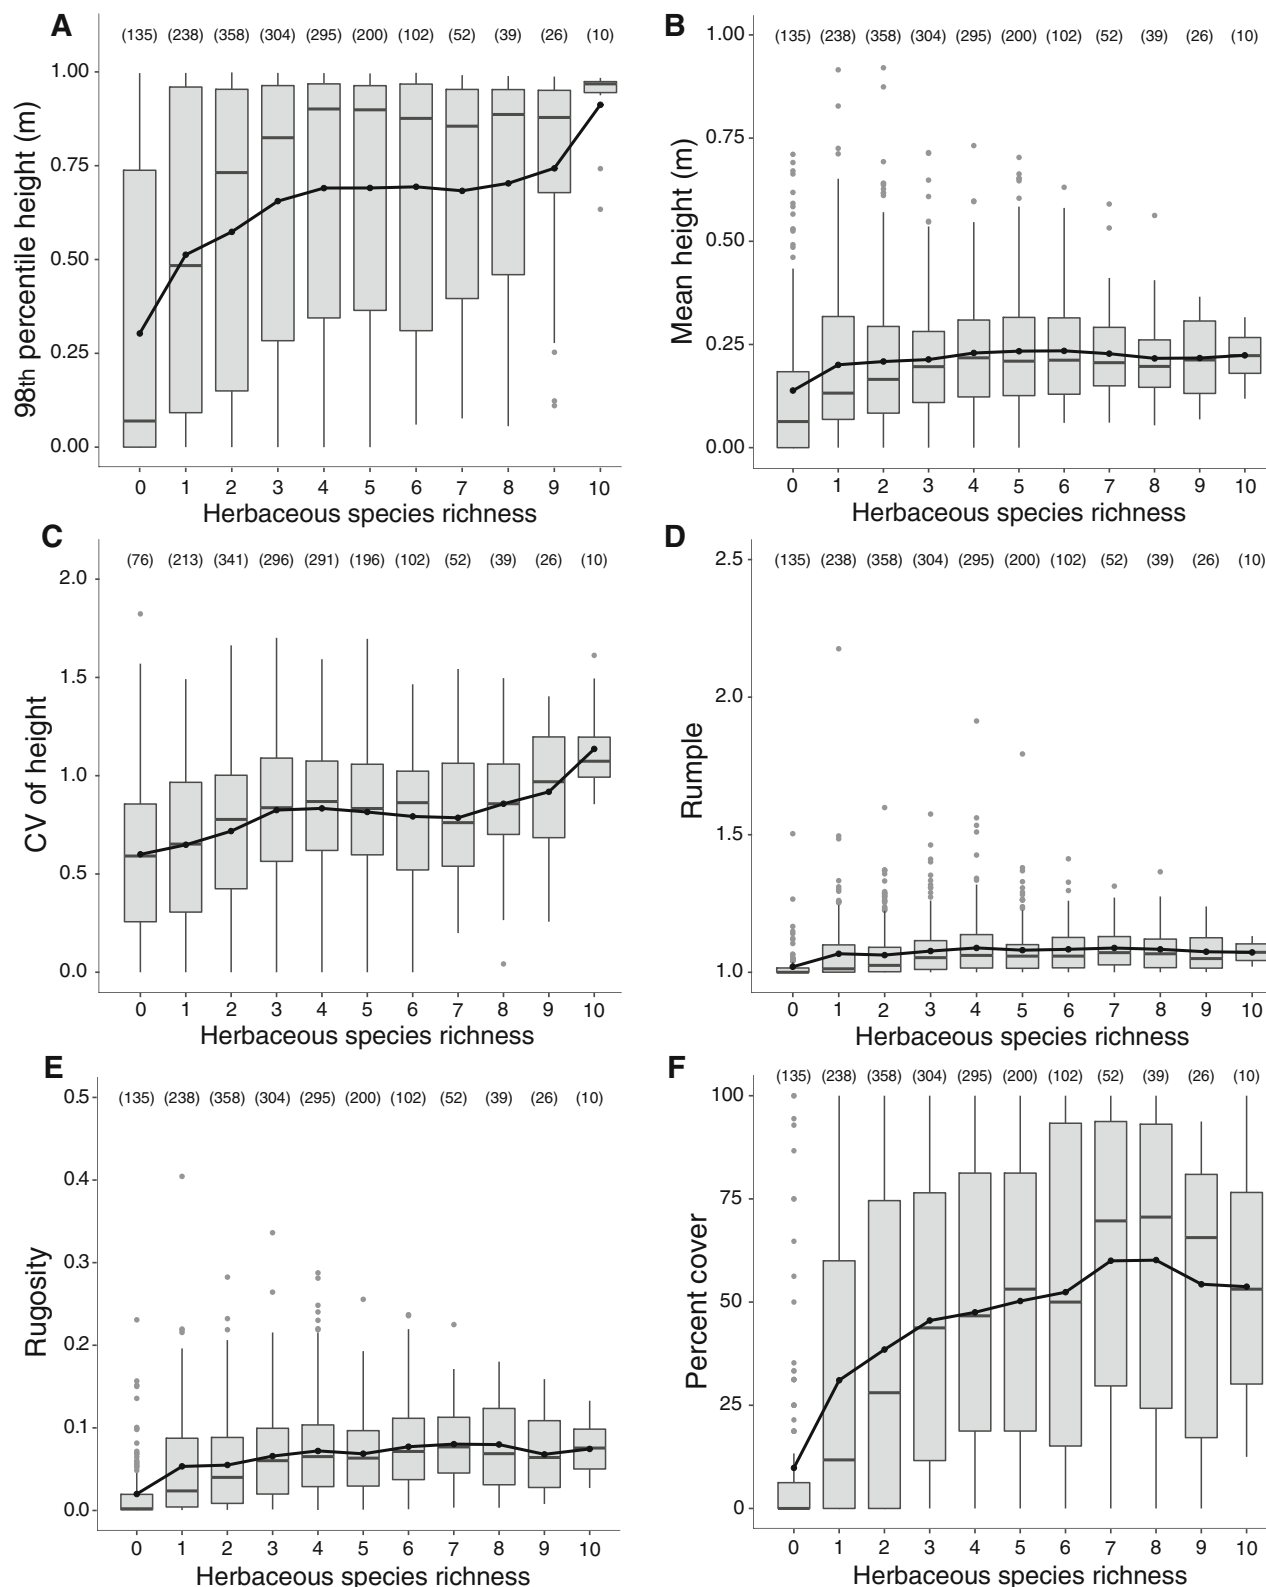 A
(135) (238) (358) (304) (295) (200) (102) (52) (39) (26) (10)
1.00
0.75
0.50
0.25
0.00
98th percentile height (m)
0 1 2 3 4 5 6 7 8 9 10
Herbaceous species richness
B
(135) (238) (358) (304) (295) (200) (102) (52) (39) (26) (10)
1.00
0.75
0.50
0.25
0.00
Mean height (m)
0 1 2 3 4 5 6 7 8 9 10
Herbaceous species richness
C
(76) (213) (341) (296) (291) (196) (102) (52) (39) (26) (10)
2.0
1.5
1.0
0.5
0.0
CV of height
0 1 2 3 4 5 6 7 8 9 10
Herbaceous species richness
D
(135) (238) (358) (304) (295) (200) (102) (52) (39) (26) (10)
2.5
2.0
1.5
1.0
Rumple
0 1 2 3 4 5 6 7 8 9 10
Herbaceous species richness
E
(135) (238) (358) (304) (295) (200) (102) (52) (39) (26) (10)
0.5
0.4
0.3
0.2
0.1
0.0
Rugosity
0 1 2 3 4 5 6 7 8 9 10
Herbaceous species richness
F
(135) (238) (358) (304) (295) (200) (102) (52) (39) (26) (10)
100
75
50
25
0
Percent cover
0 1 2 3 4 5 6 7 8 9 10
Herbaceous species richness